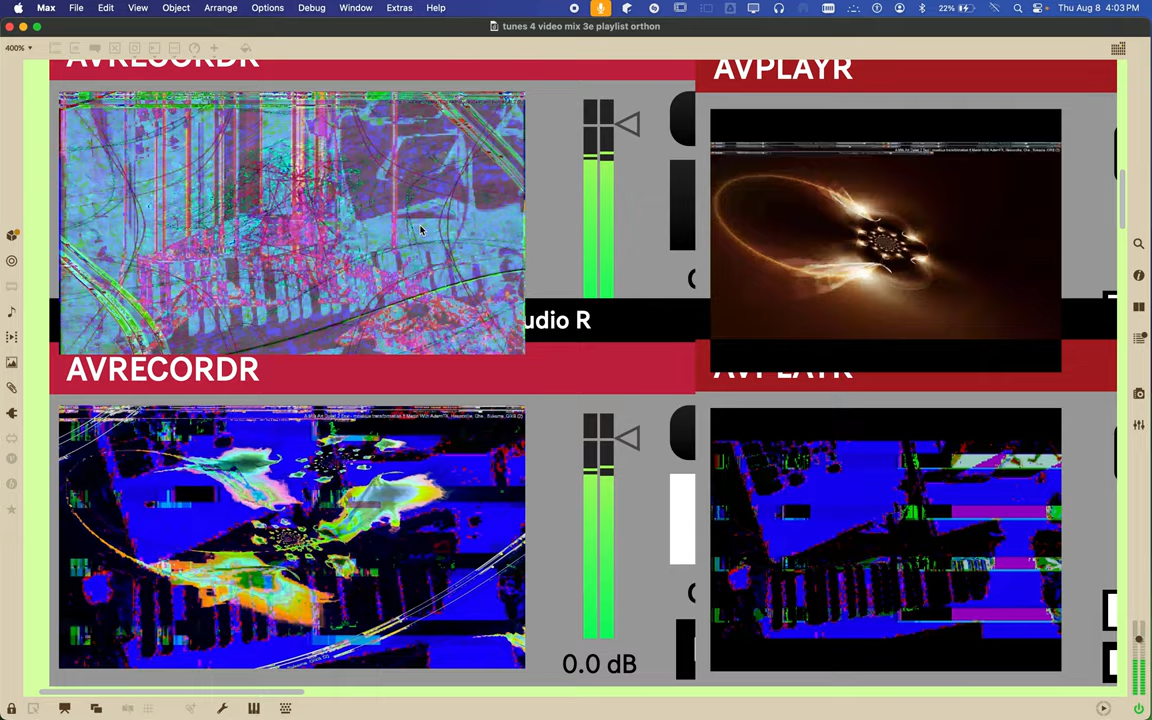 Max File Edit View Object Arrange Options Debug Window Extras Help
22% Thu Aug 8 4:03 PM
tunes 4 video mix 3e playlist orthon
400%
AVRECORDR
AVPLAYR
udio R
AVRECORDR
AVPLAYR
0.0 dB